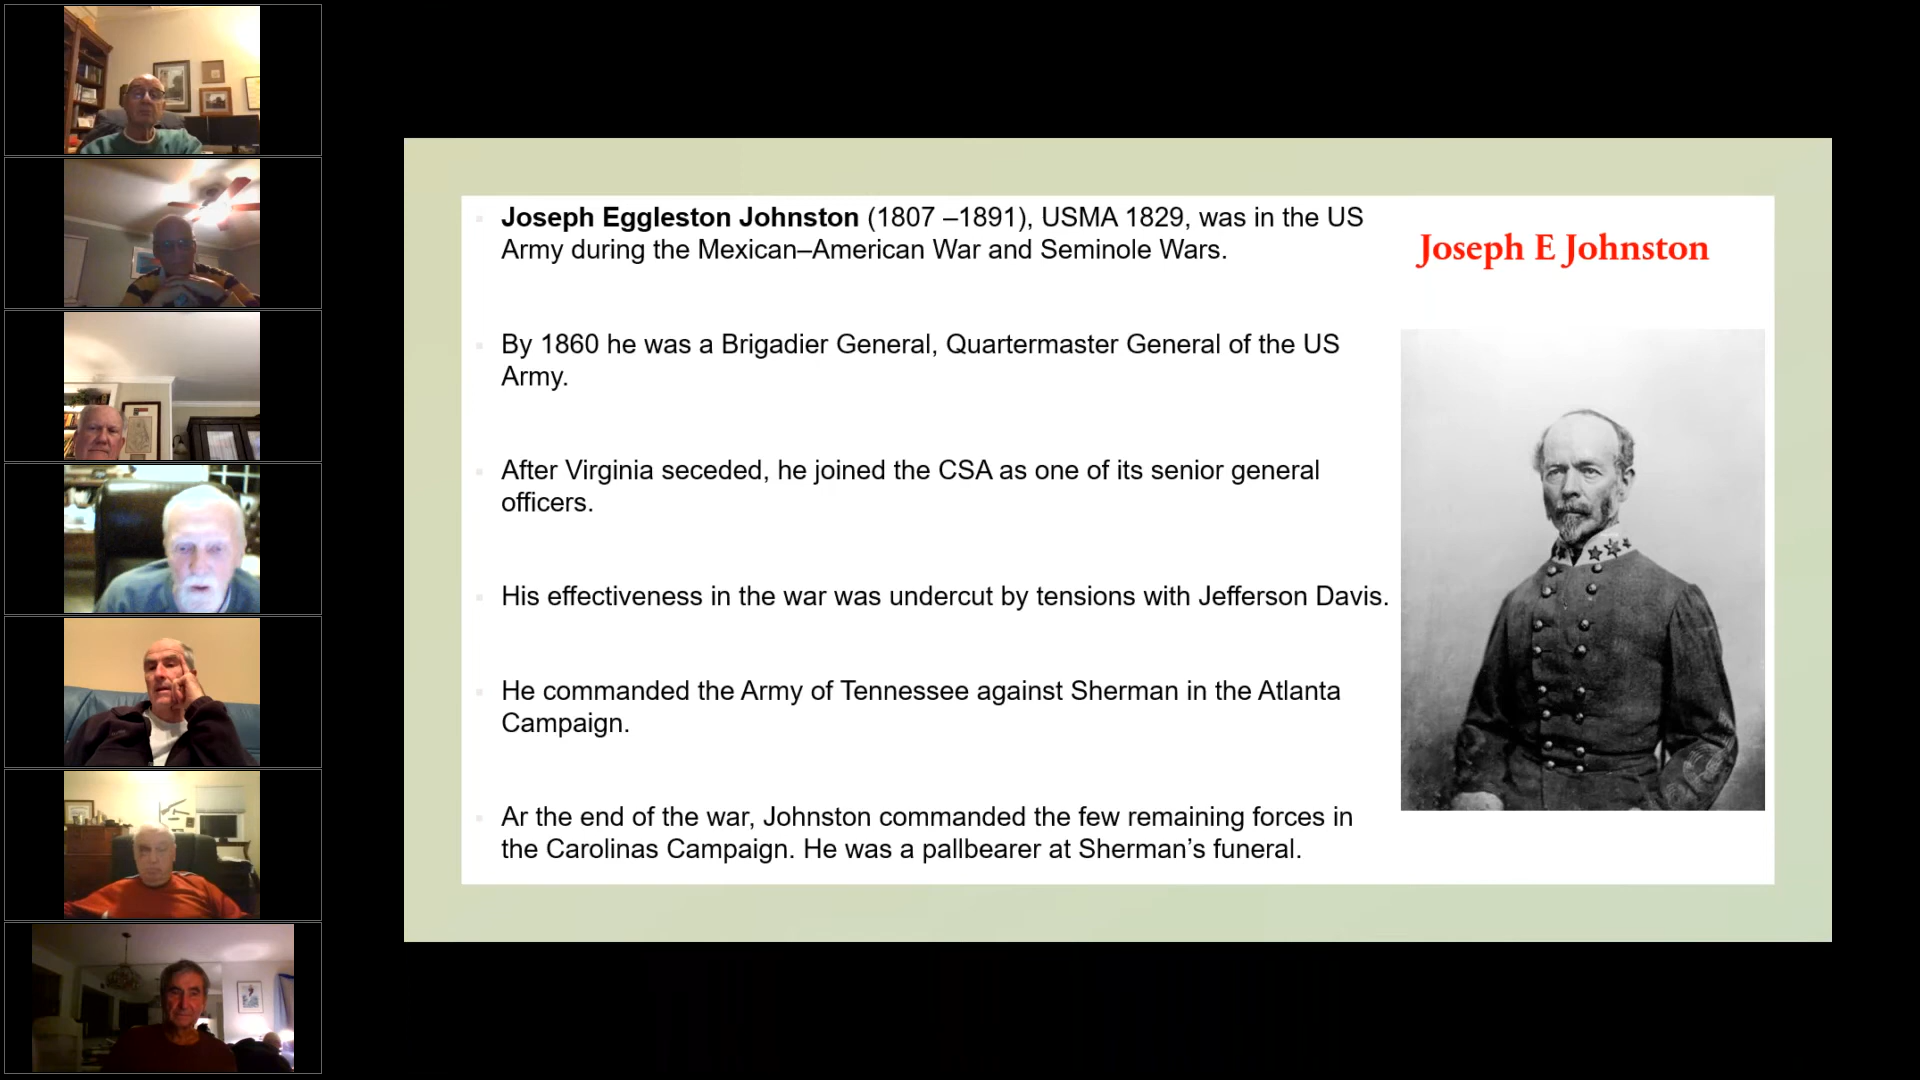 Joseph Eggleston Johnston (1807 –1891), USMA 1829, was in the US
Army during the Mexican–American War and Seminole Wars.
By 1860 he was a Brigadier General, Quartermaster General of the US
Army.
After Virginia seceded, he joined the CSA as one of its senior general
officers.
His effectiveness in the war was undercut by tensions with Jefferson Davis.
He commanded the Army of Tennessee against Sherman in the Atlanta
Campaign.
Ar the end of the war, Johnston commanded the few remaining forces in
the Carolinas Campaign. He was a pallbearer at Sherman’s funeral.
Joseph E Johnston